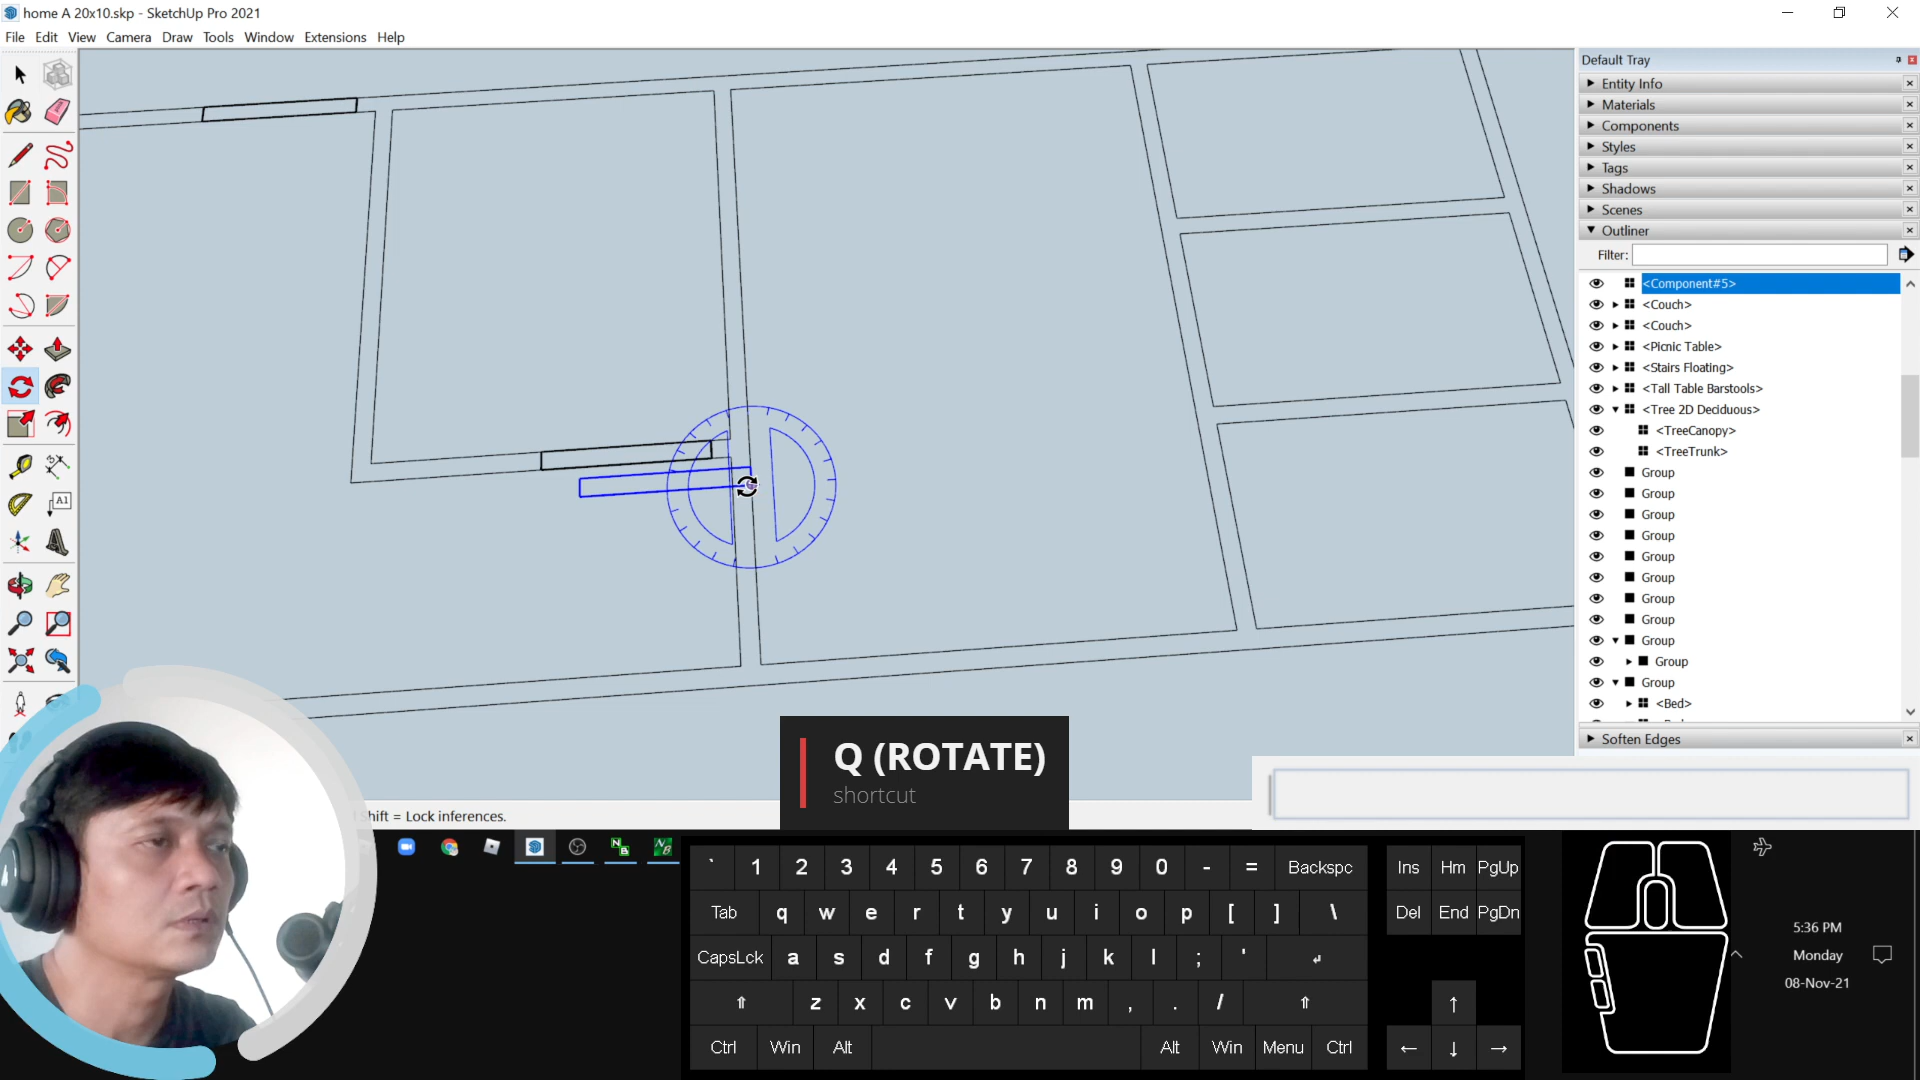 home A 20x10.skp - SketchUp Pro 2021
File Edit View Camera Draw Tools Window Extensions Help
Default Tray
Entity Info
Materials
Components
Styles
Tags
Shadows
Scenes
Outliner
Filter:
<Component#5>
<Couch>
<Couch>
<Picnic Table>
<Stairs Floating>
<Tall Table Barstools>
<Tree 2D Deciduous>
<TreeCanopy>
<TreeTrunk>
Group
Group
Group
Group
Group
Group
Group
Group
Group
Group
Group
<Bed>
Soften Edges
A1
Q (ROTATE)
shortcut
Shift = Lock inferences.
` 1 2 3 4 5 6 7 8 9 0 - = Backspc Ins Hm PgUp
Tab q w e r t y u i o p [ ] \ Del End PgDn
CapsLck a s d f g h j k l ; ' ↵
⇧ z x c v b n m , . / ⇧ ↑
Ctrl Win Alt Alt Win Menu Ctrl ← ↓ →
5:36 PM
Monday
08-Nov-21